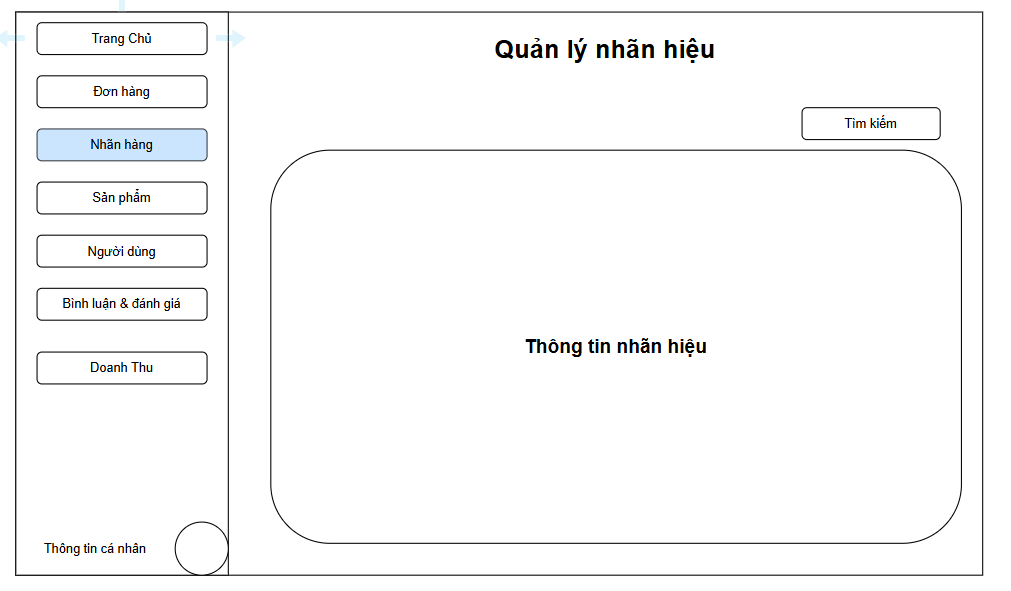 Trang Chủ
Đơn hàng
Nhãn hàng
Sản phẩm
Người dùng
Bình luận & đánh giá
Doanh Thu
Thông tin cá nhân
Quản lý nhãn hiệu
Tìm kiếm
Thông tin nhãn hiệu